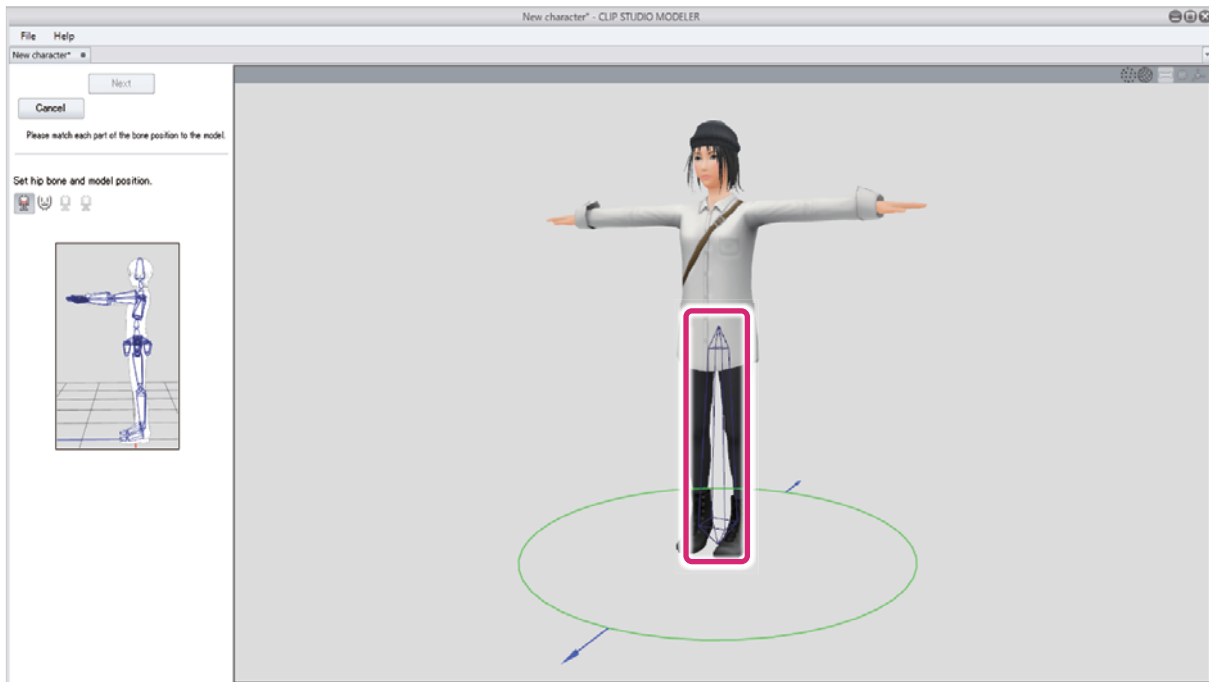 New character* - CLIP STUDIO MODELER
File Help
New character*
Next
Cancel
Please match each part of the bone position to the model.
Set hip bone and model position.